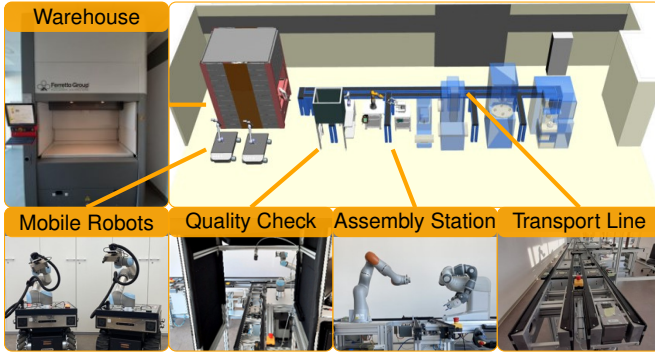 Warehouse
Ferretto Group
Mobile Robots
Quality Check
Assembly Station
Transport Line